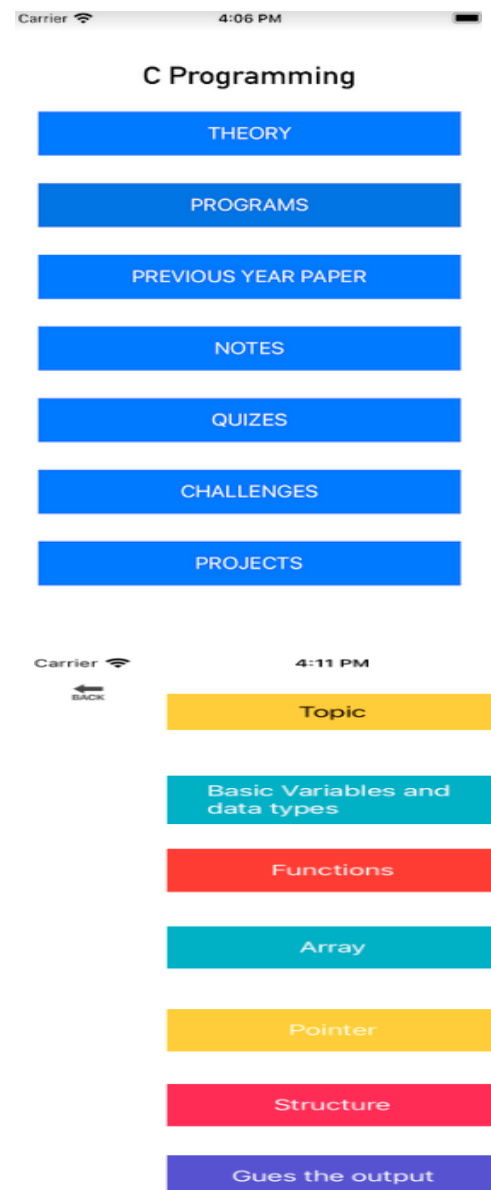 Carrier 4:06 PM
C Programming
THEORY
PROGRAMS
PREVIOUS YEAR PAPER
NOTES
QUIZES
CHALLENGES
PROJECTS
Carrier 4:11 PM
BACK
Topic
Basic Variables and
data types
Functions
Array
Pointer
Structure
Gues the output